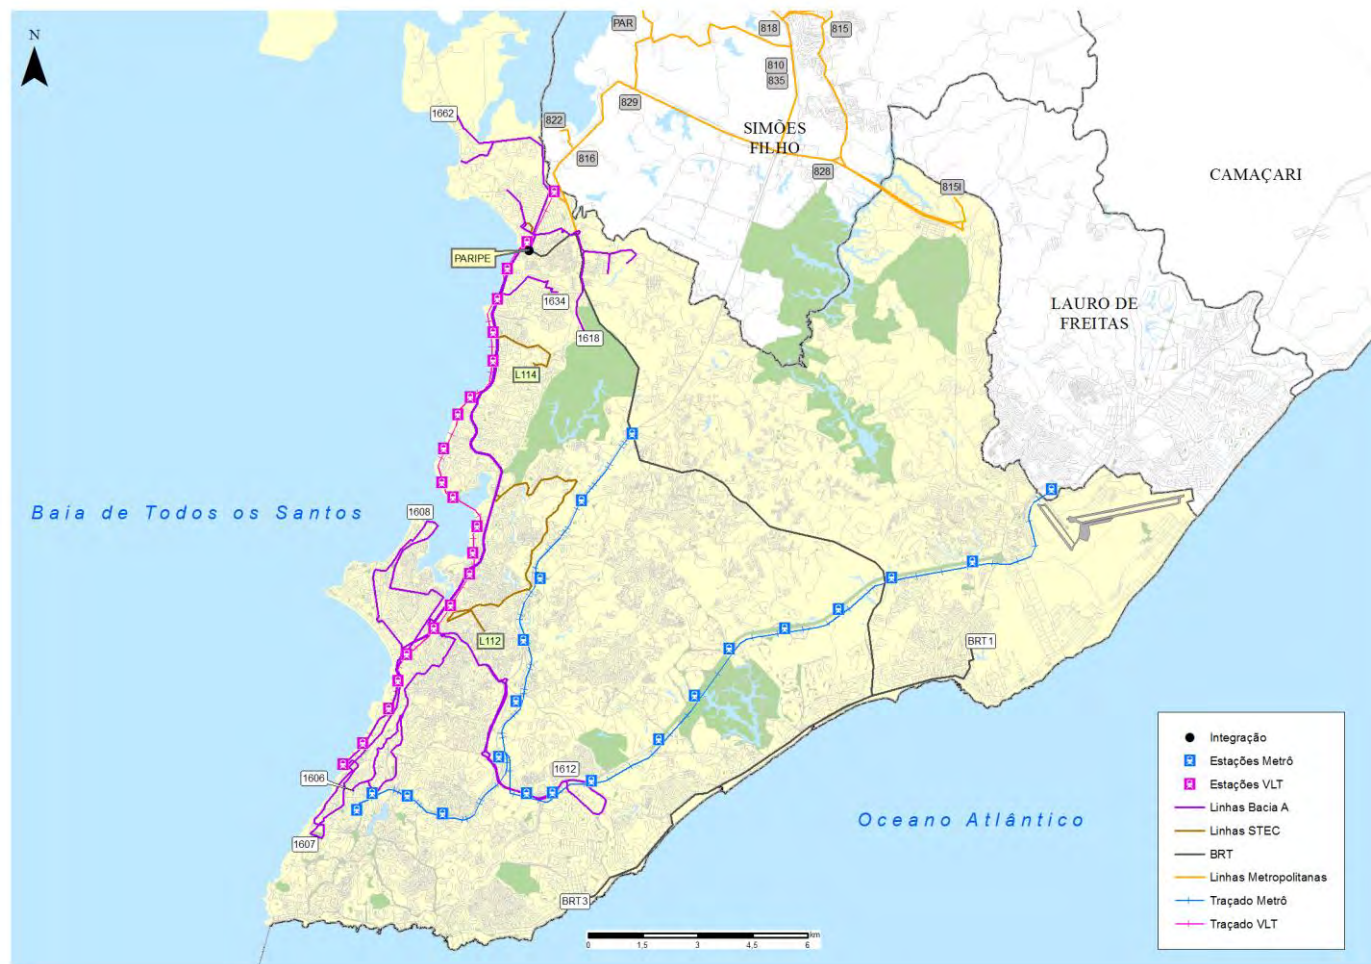 N
PAR
818
815
810
835
829
822
816
1662
SIMÕES
FILHO
828
815I
CAMAÇARI
PARIPE
1634
1618
L114
LAURO DE
FREITAS
Baia de Todos os Santos
1608
L112
BRT1
1606
1612
1607
Oceano Atlântico
BRT3
Integração
Estações Metrô
Estações VLT
Linhas Bacia A
Linhas STEC
BRT
Linhas Metropolitanas
Traçado Metrô
Traçado VLT
km
0 1,5 3 4,5 6